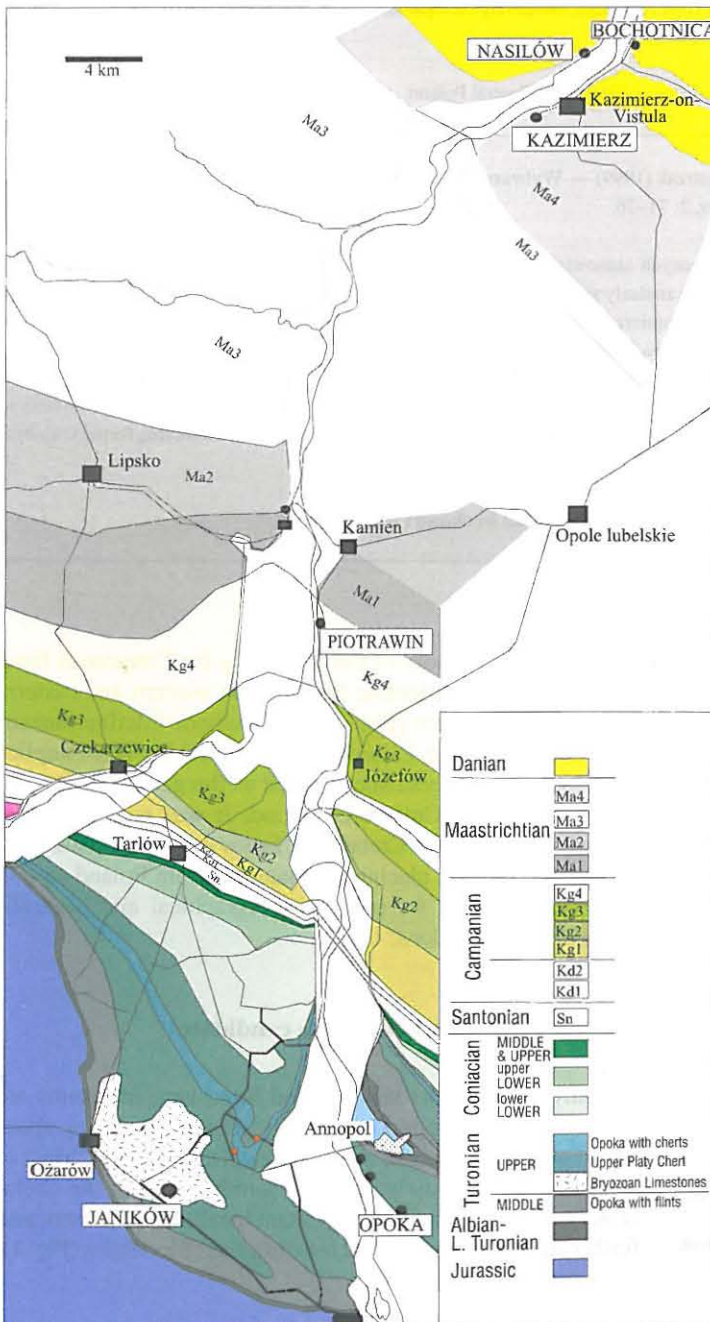 BOCHOTNICA
NASILÓW
4 km
Kazimierz-on-
Vistula
KAZIMIERZ
Ma3
Ma4
Ma3
Ma3
Lipsko
Ma2
Kamien
Opole lubelskie
Ma1
PIOTRAWIN
Kg4
Kg4
Kg3
Czekarzewice
Kg3
Józefów
Kg3
Tarłów
Kg2
Kg1
Sn
Kg2
Annopol
Ożarów
JANIKÓW
OPOKA
Danian
Maastrichtian
Ma4
Ma3
Ma2
Ma1
Campanian
Kg4
Kg3
Kg2
Kg1
Kd2
Kd1
Santonian
Sn
Coniacian
MIDDLE
& UPPER
upper
LOWER
lower
LOWER
Turonian
UPPER
Opoka with cherts
Upper Platy Chert
Bryozoan Limestones
MIDDLE
Opoka with flints
Albian-
L. Turonian
Jurassic